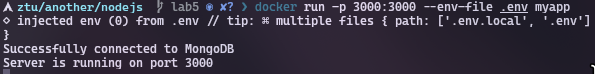 ztu/another/nodejs lab5 ✘? ❯ docker run -p 3000:3000 --env-file .env myapp
◇ injected env (0) from .env // tip: ⌘ multiple files { path: ['.env.local', '.env']
}
Successfully connected to MongoDB
Server is running on port 3000